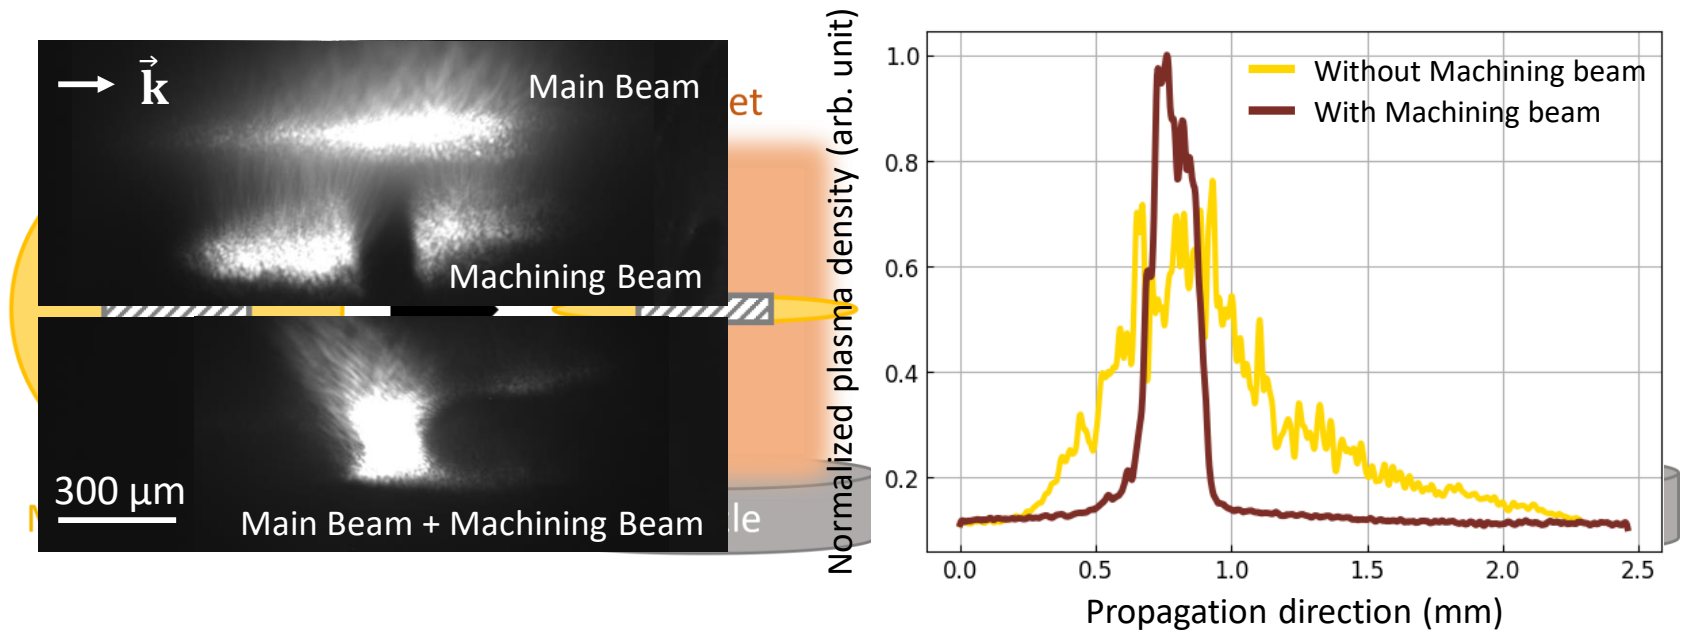 k
Main Beam
Machining Beam
300 μm
Main Beam + Machining Beam
et
le
Normalized plasma density (arb. unit)
1.0
0.8
0.6
0.4
0.2
Without Machining beam
With Machining beam
0.0 0.5 1.0 1.5 2.0 2.5
Propagation direction (mm)